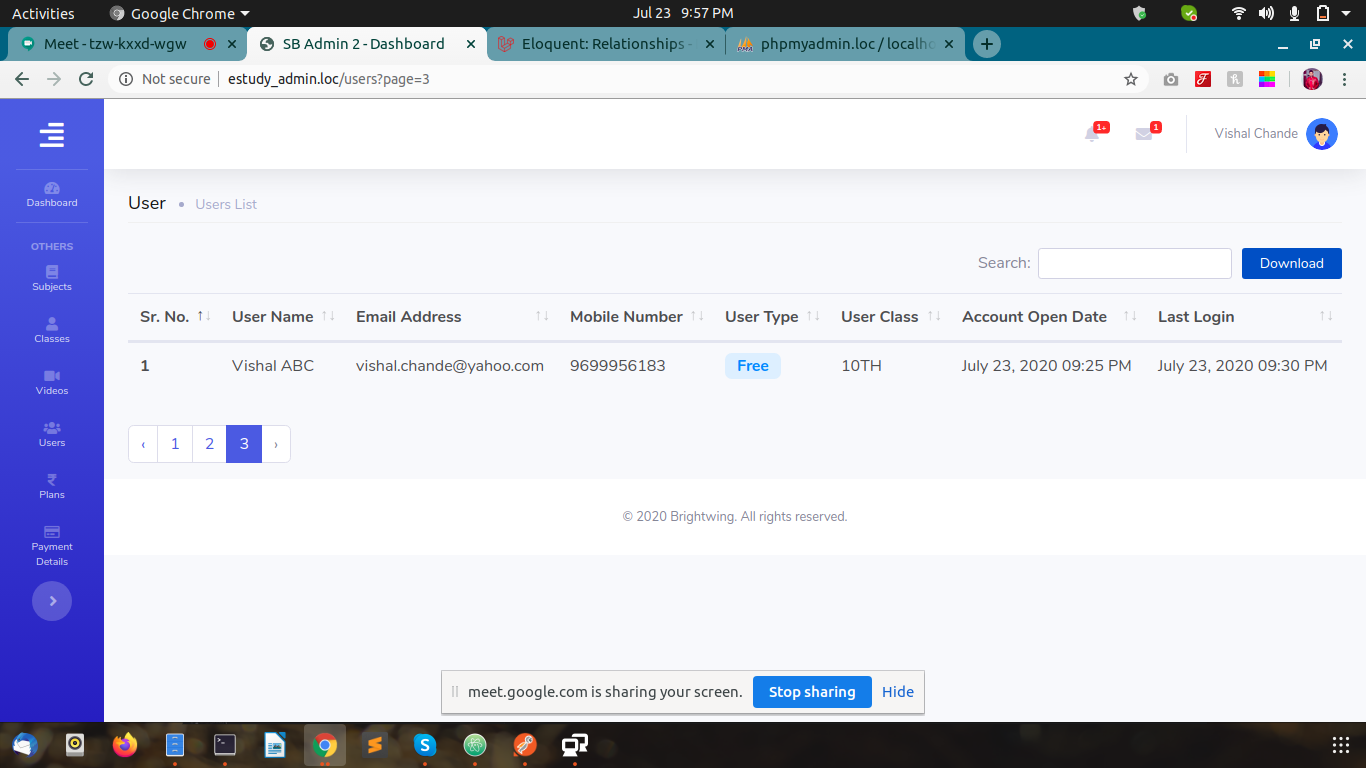 Activities Google Chrome Jul 23 9:57 PM
Meet - tzw-kxxd-wgw SB Admin 2 - Dashboard Eloquent: Relationships - phpmyadmin.loc / localho
Not secure estudy_admin.loc/users?page=3
1+ 1 Vishal Chande
Dashboard
User • Users List
OTHERS
Subjects
Search: Download
Sr. No. ↑↓ User Name ↑↓ Email Address ↑↓ Mobile Number ↑↓ User Type ↑↓ User Class ↑↓ Account Open Date ↑↓ Last Login ↑↓
Classes
1 Vishal ABC vishal.chande@yahoo.com 9699956183 Free 10TH July 23, 2020 09:25 PM July 23, 2020 09:30 PM
Videos
Users
‹ 1 2 3 ›
Plans
© 2020 Brightwing. All rights reserved.
Payment
Details
meet.google.com is sharing your screen. Stop sharing Hide